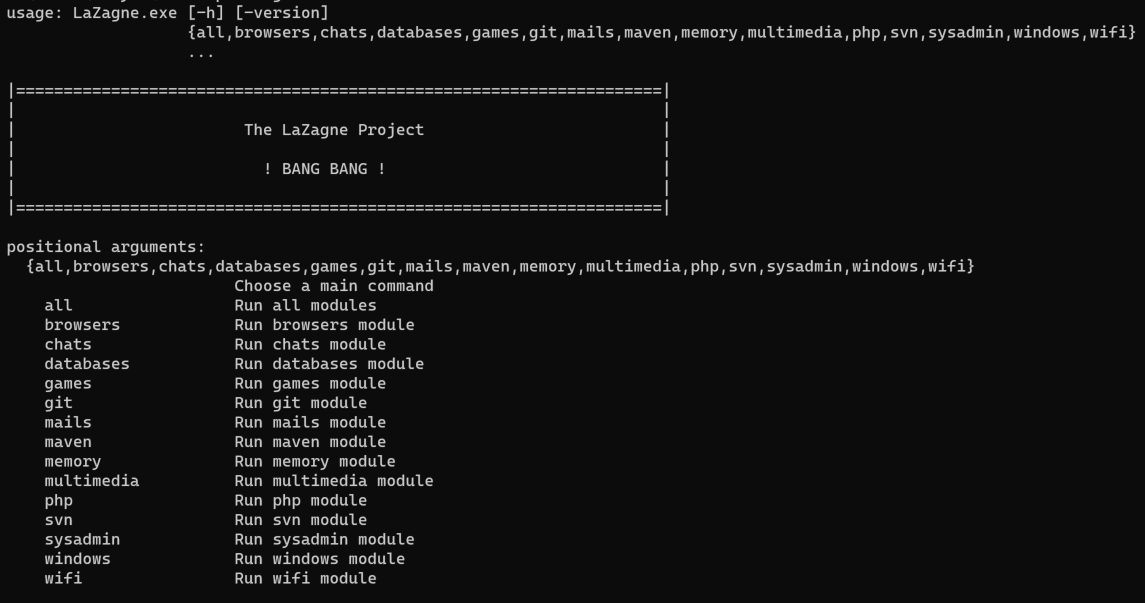 usage: LaZagne.exe [-h] [-version]
{all,browsers,chats,databases,games,git,mails,maven,memory,multimedia,php,svn,sysadmin,windows,wifi}
...
|====================================================================|
|                                                                    |
|                        The LaZagne Project                         |
|                                                                    |
|                          ! BANG BANG !                             |
|                                                                    |
|====================================================================|
positional arguments:
{all,browsers,chats,databases,games,git,mails,maven,memory,multimedia,php,svn,sysadmin,windows,wifi}
Choose a main command
all Run all modules
browsers Run browsers module
chats Run chats module
databases Run databases module
games Run games module
git Run git module
mails Run mails module
maven Run maven module
memory Run memory module
multimedia Run multimedia module
php Run php module
svn Run svn module
sysadmin Run sysadmin module
windows Run windows module
wifi Run wifi module